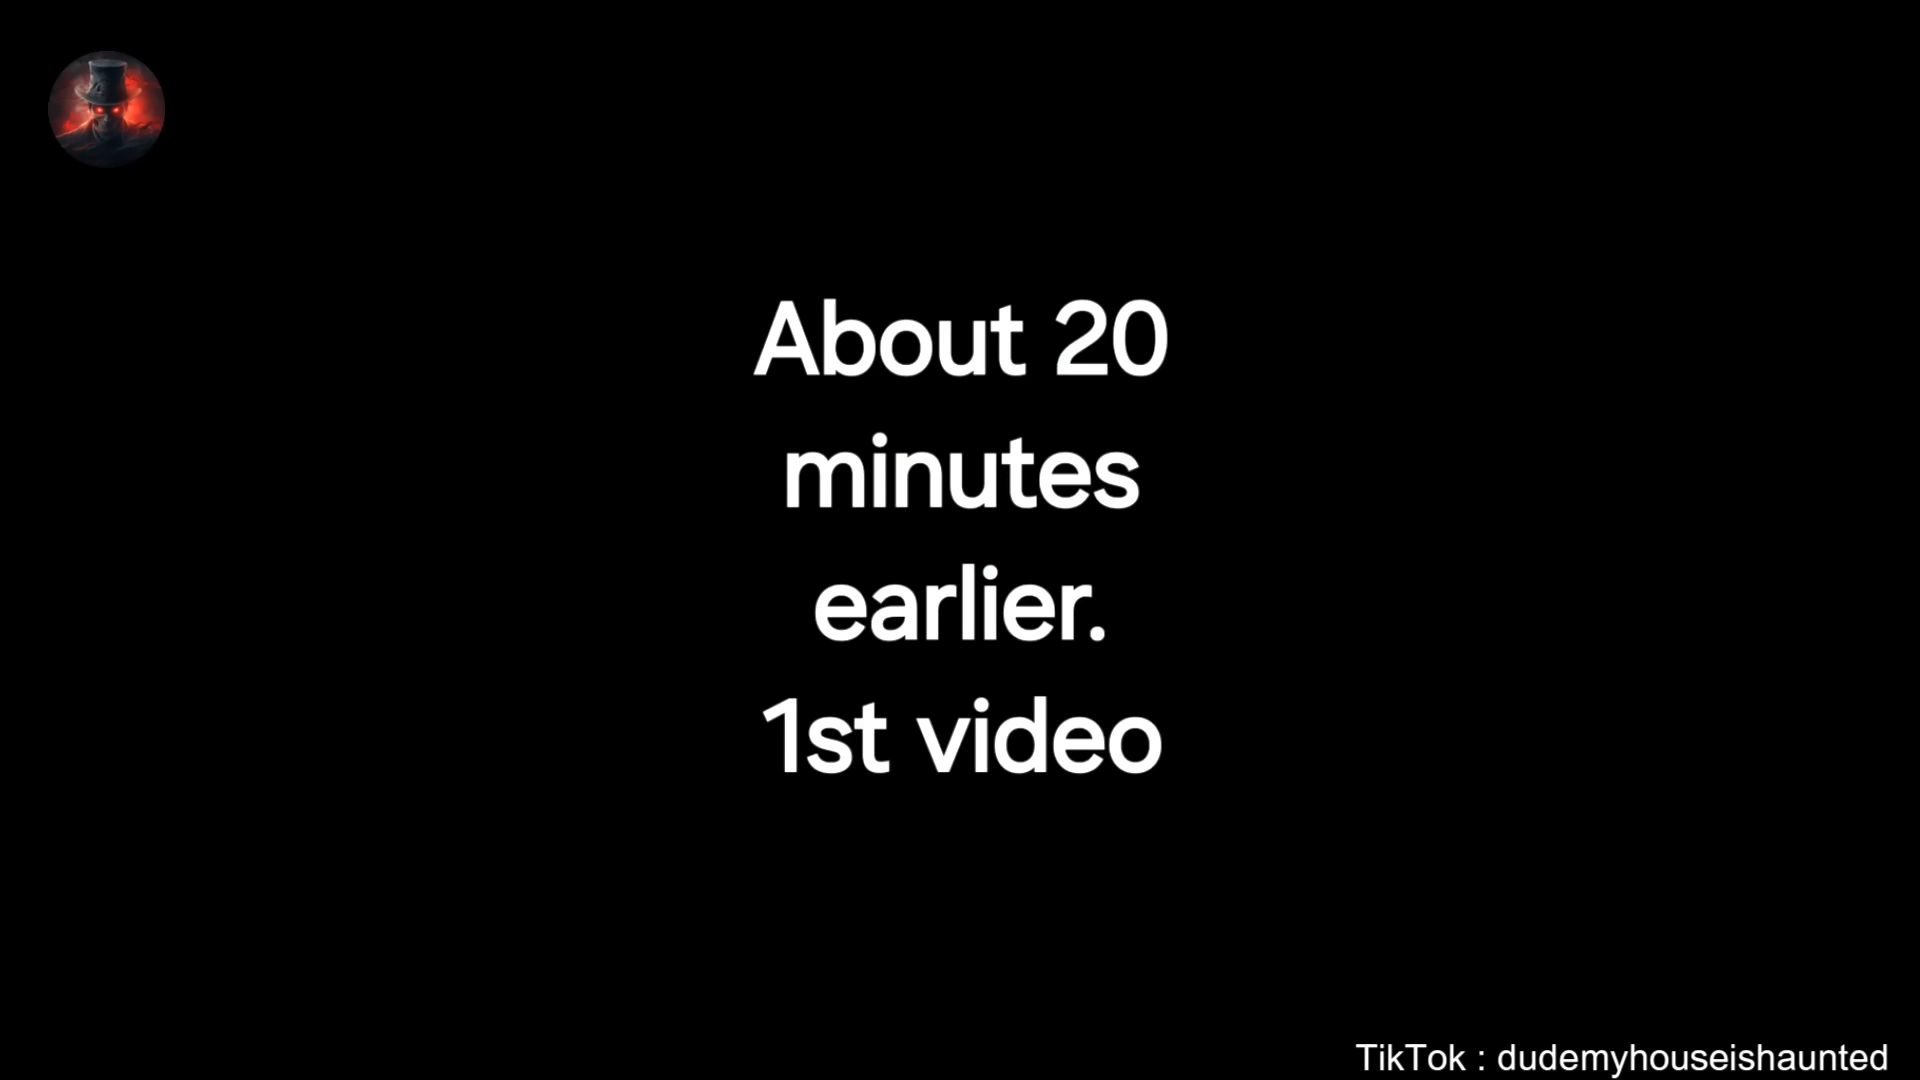 About 20
minutes
earlier.
1st video
TikTok : dudemyhouseishaunted